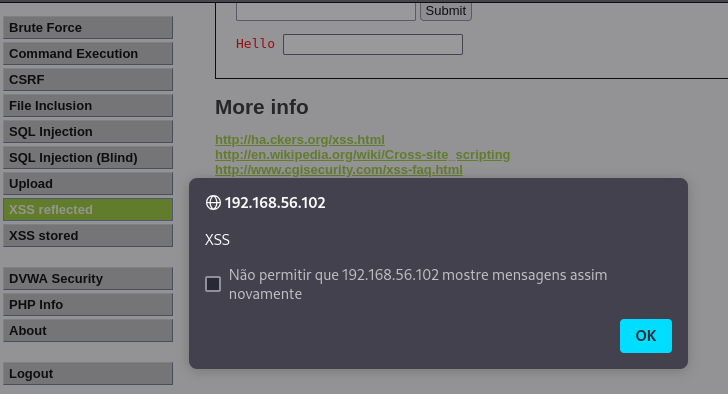 Brute Force
Command Execution
CSRF
File Inclusion
SQL Injection
SQL Injection (Blind)
Upload
XSS reflected
XSS stored
DVWA Security
PHP Info
About
Logout
Submit
Hello
More info
http://ha.ckers.org/xss.html
http://en.wikipedia.org/wiki/Cross-site_scripting
http://www.cgisecurity.com/xss-faq.html
192.168.56.102
XSS
Não permitir que 192.168.56.102 mostre mensagens assim
novamente
OK